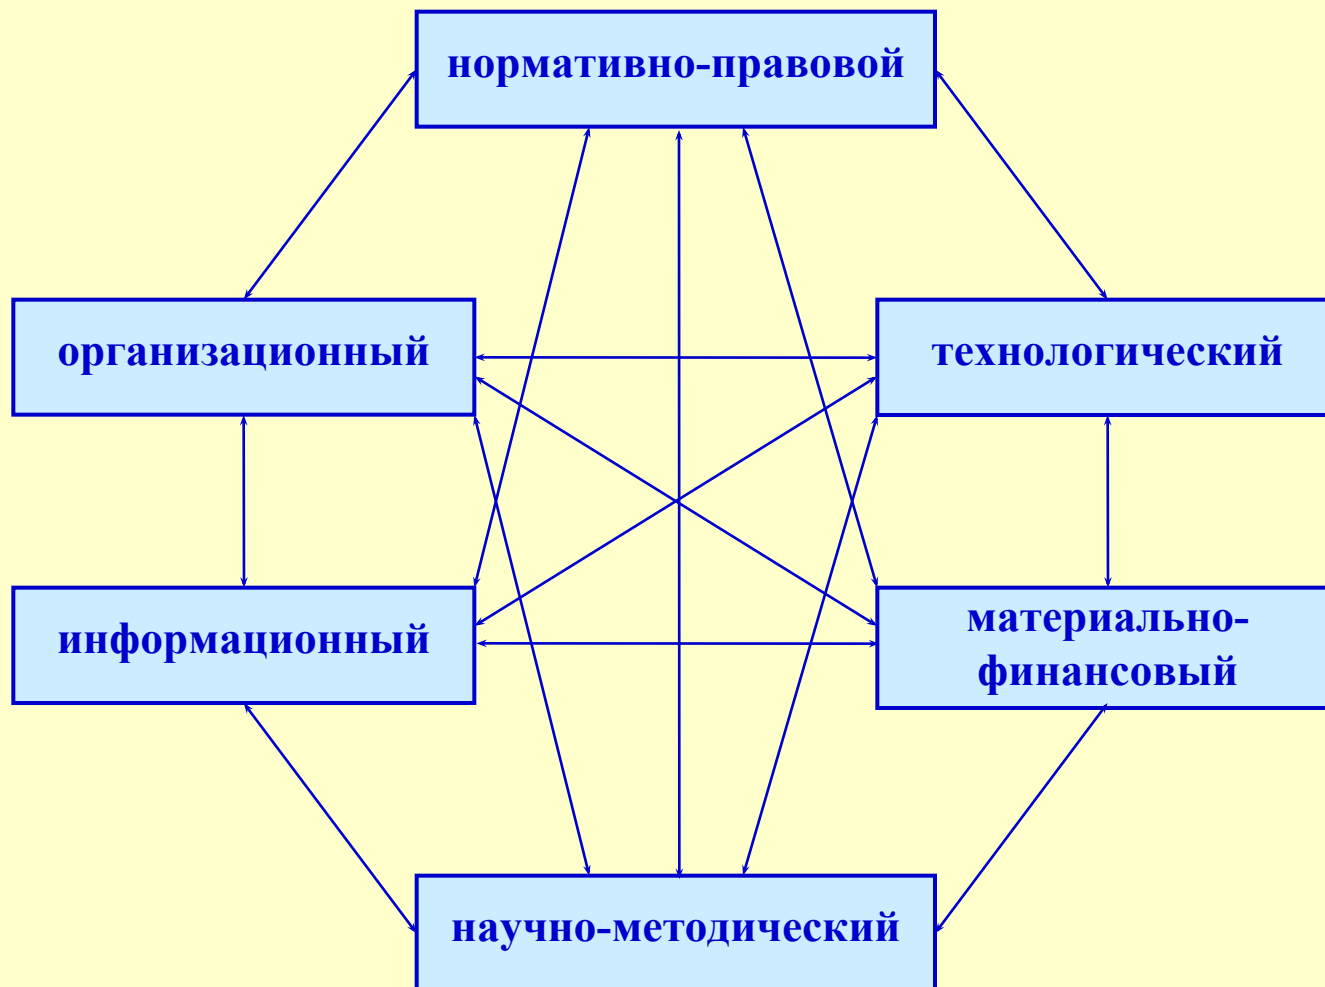 нормативно-правовой
организационный
технологический
информационный
материально-
финансовый
научно-методический